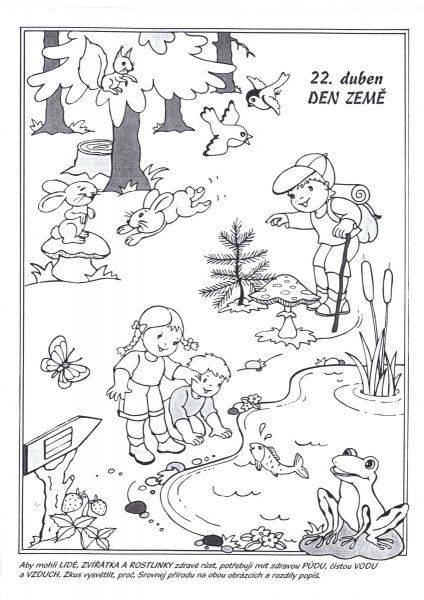 22. duben
DEN ZEMĚ
Aby mohli LIDÉ, ZVÍŘÁTKA A ROSTLINKY zdravě růst, potřebují mít zdravou PŮDU, čistou VODU
a VZDUCH. Zkus vysvětlit, proč. Srovnej přírodu na obou obrázcích a rozdíly popiš.